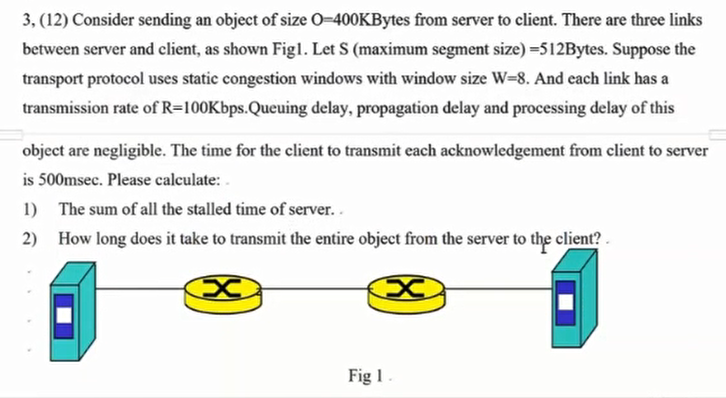 3, (12) Consider sending an object of size O=400KBytes from server to client. There are three links
between server and client, as shown Fig1. Let S (maximum segment size) =512Bytes. Suppose the
transport protocol uses static congestion windows with window size W=8. And each link has a
transmission rate of R=100Kbps.Queuing delay, propagation delay and processing delay of this
object are negligible. The time for the client to transmit each acknowledgement from client to server
is 500msec. Please calculate:
1) The sum of all the stalled time of server.
2) How long does it take to transmit the entire object from the server to the client?
Fig 1